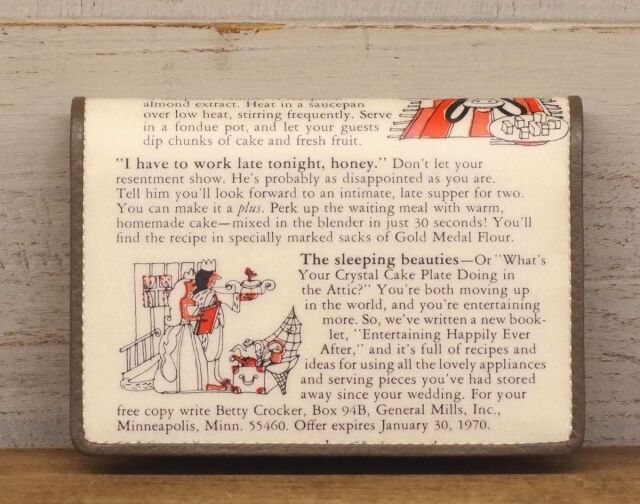 almond extract. Heat in a saucepan
over low heat, stirring frequently. Serve
in a fondue pot, and let your guests
dip chunks of cake and fresh fruit.
"I have to work late tonight, honey." Don't let your
resentment show. He's probably as disappointed as you are.
Tell him you'll look forward to an intimate, late supper for two.
You can make it a plus. Perk up the waiting meal with warm,
homemade cake—mixed in the blender in just 30 seconds! You'll
find the recipe in specially marked sacks of Gold Medal Flour.
The sleeping beauties—Or "What's
Your Crystal Cake Plate Doing in
the Attic?" You're both moving up
in the world, and you're entertaining
more. So, we've written a new book-
let, "Entertaining Happily Ever
After," and it's full of recipes and
ideas for using all the lovely appliances
and serving pieces you've had stored
away since your wedding. For your
free copy write Betty Crocker, Box 94B, General Mills, Inc.,
Minneapolis, Minn. 55460. Offer expires January 30, 1970.